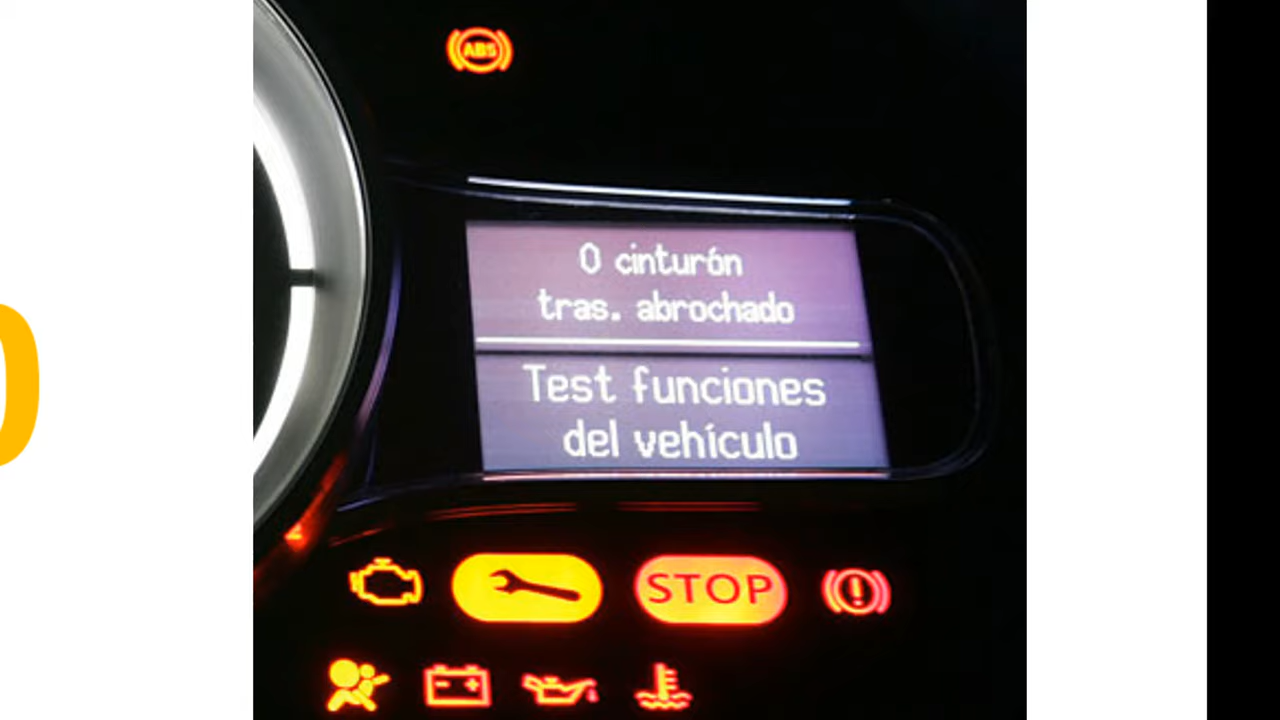 ABS
0 cinturón
tras. abrochado
Test funciones
del vehículo
STOP